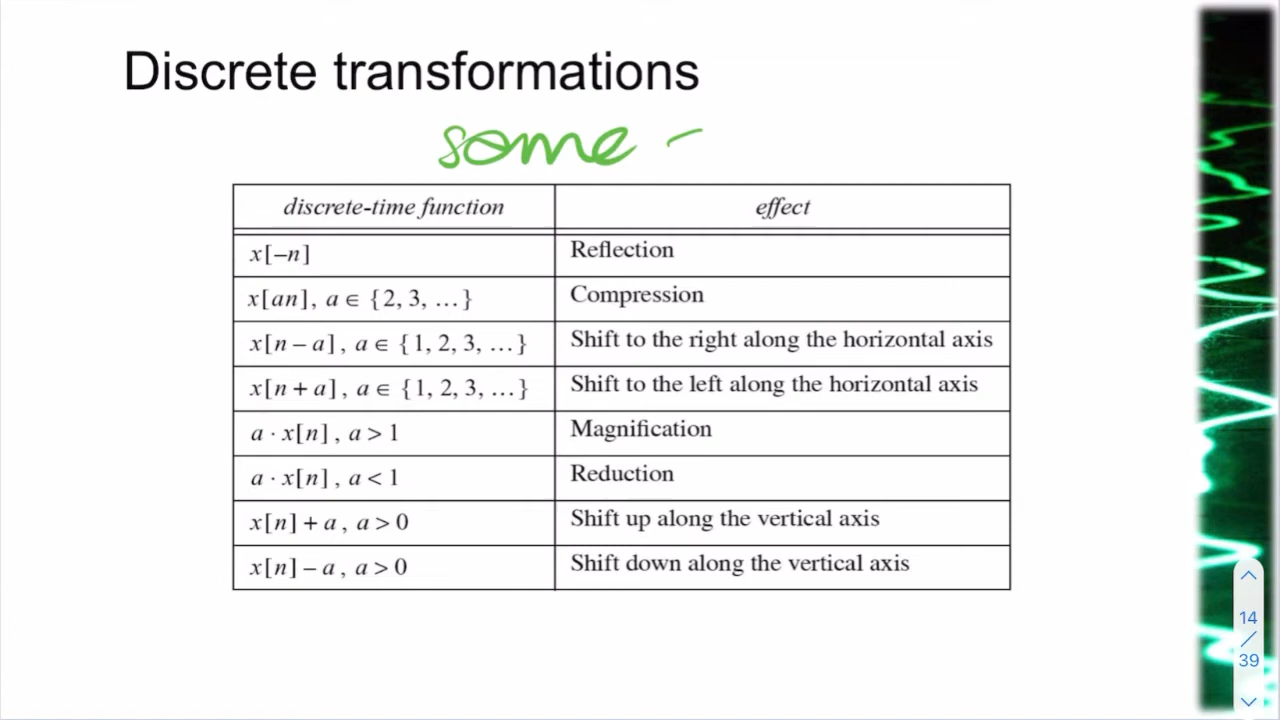 Discrete transformations
some -
discrete-time function effect
x[–n] Reflection
x[an], a ∈ {2, 3, …} Compression
x[n – a], a ∈ {1, 2, 3, …} Shift to the right along the horizontal axis
x[n + a], a ∈ {1, 2, 3, …} Shift to the left along the horizontal axis
a · x[n], a > 1 Magnification
a · x[n], a < 1 Reduction
x[n] + a, a > 0 Shift up along the vertical axis
x[n] – a, a > 0 Shift down along the vertical axis
14
/
39